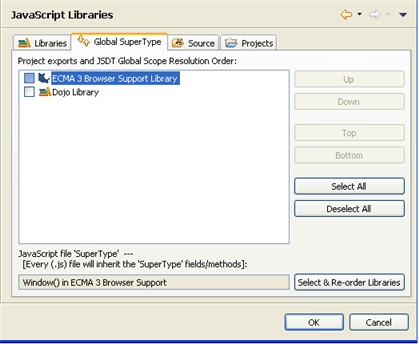 JavaScript Libraries
Libraries Global SuperType Source Projects
Project exports and JSDT Global Scope Resolution Order:
ECMA 3 Browser Support Library
Dojo Library
Up
Down
Top
Bottom
Select All
Deselect All
JavaScript file 'SuperType' ---
[Every (.js) file will inherit the 'SuperType' fields/methods]:
Window() in ECMA 3 Browser Support
Select & Re-order Libraries
OK Cancel